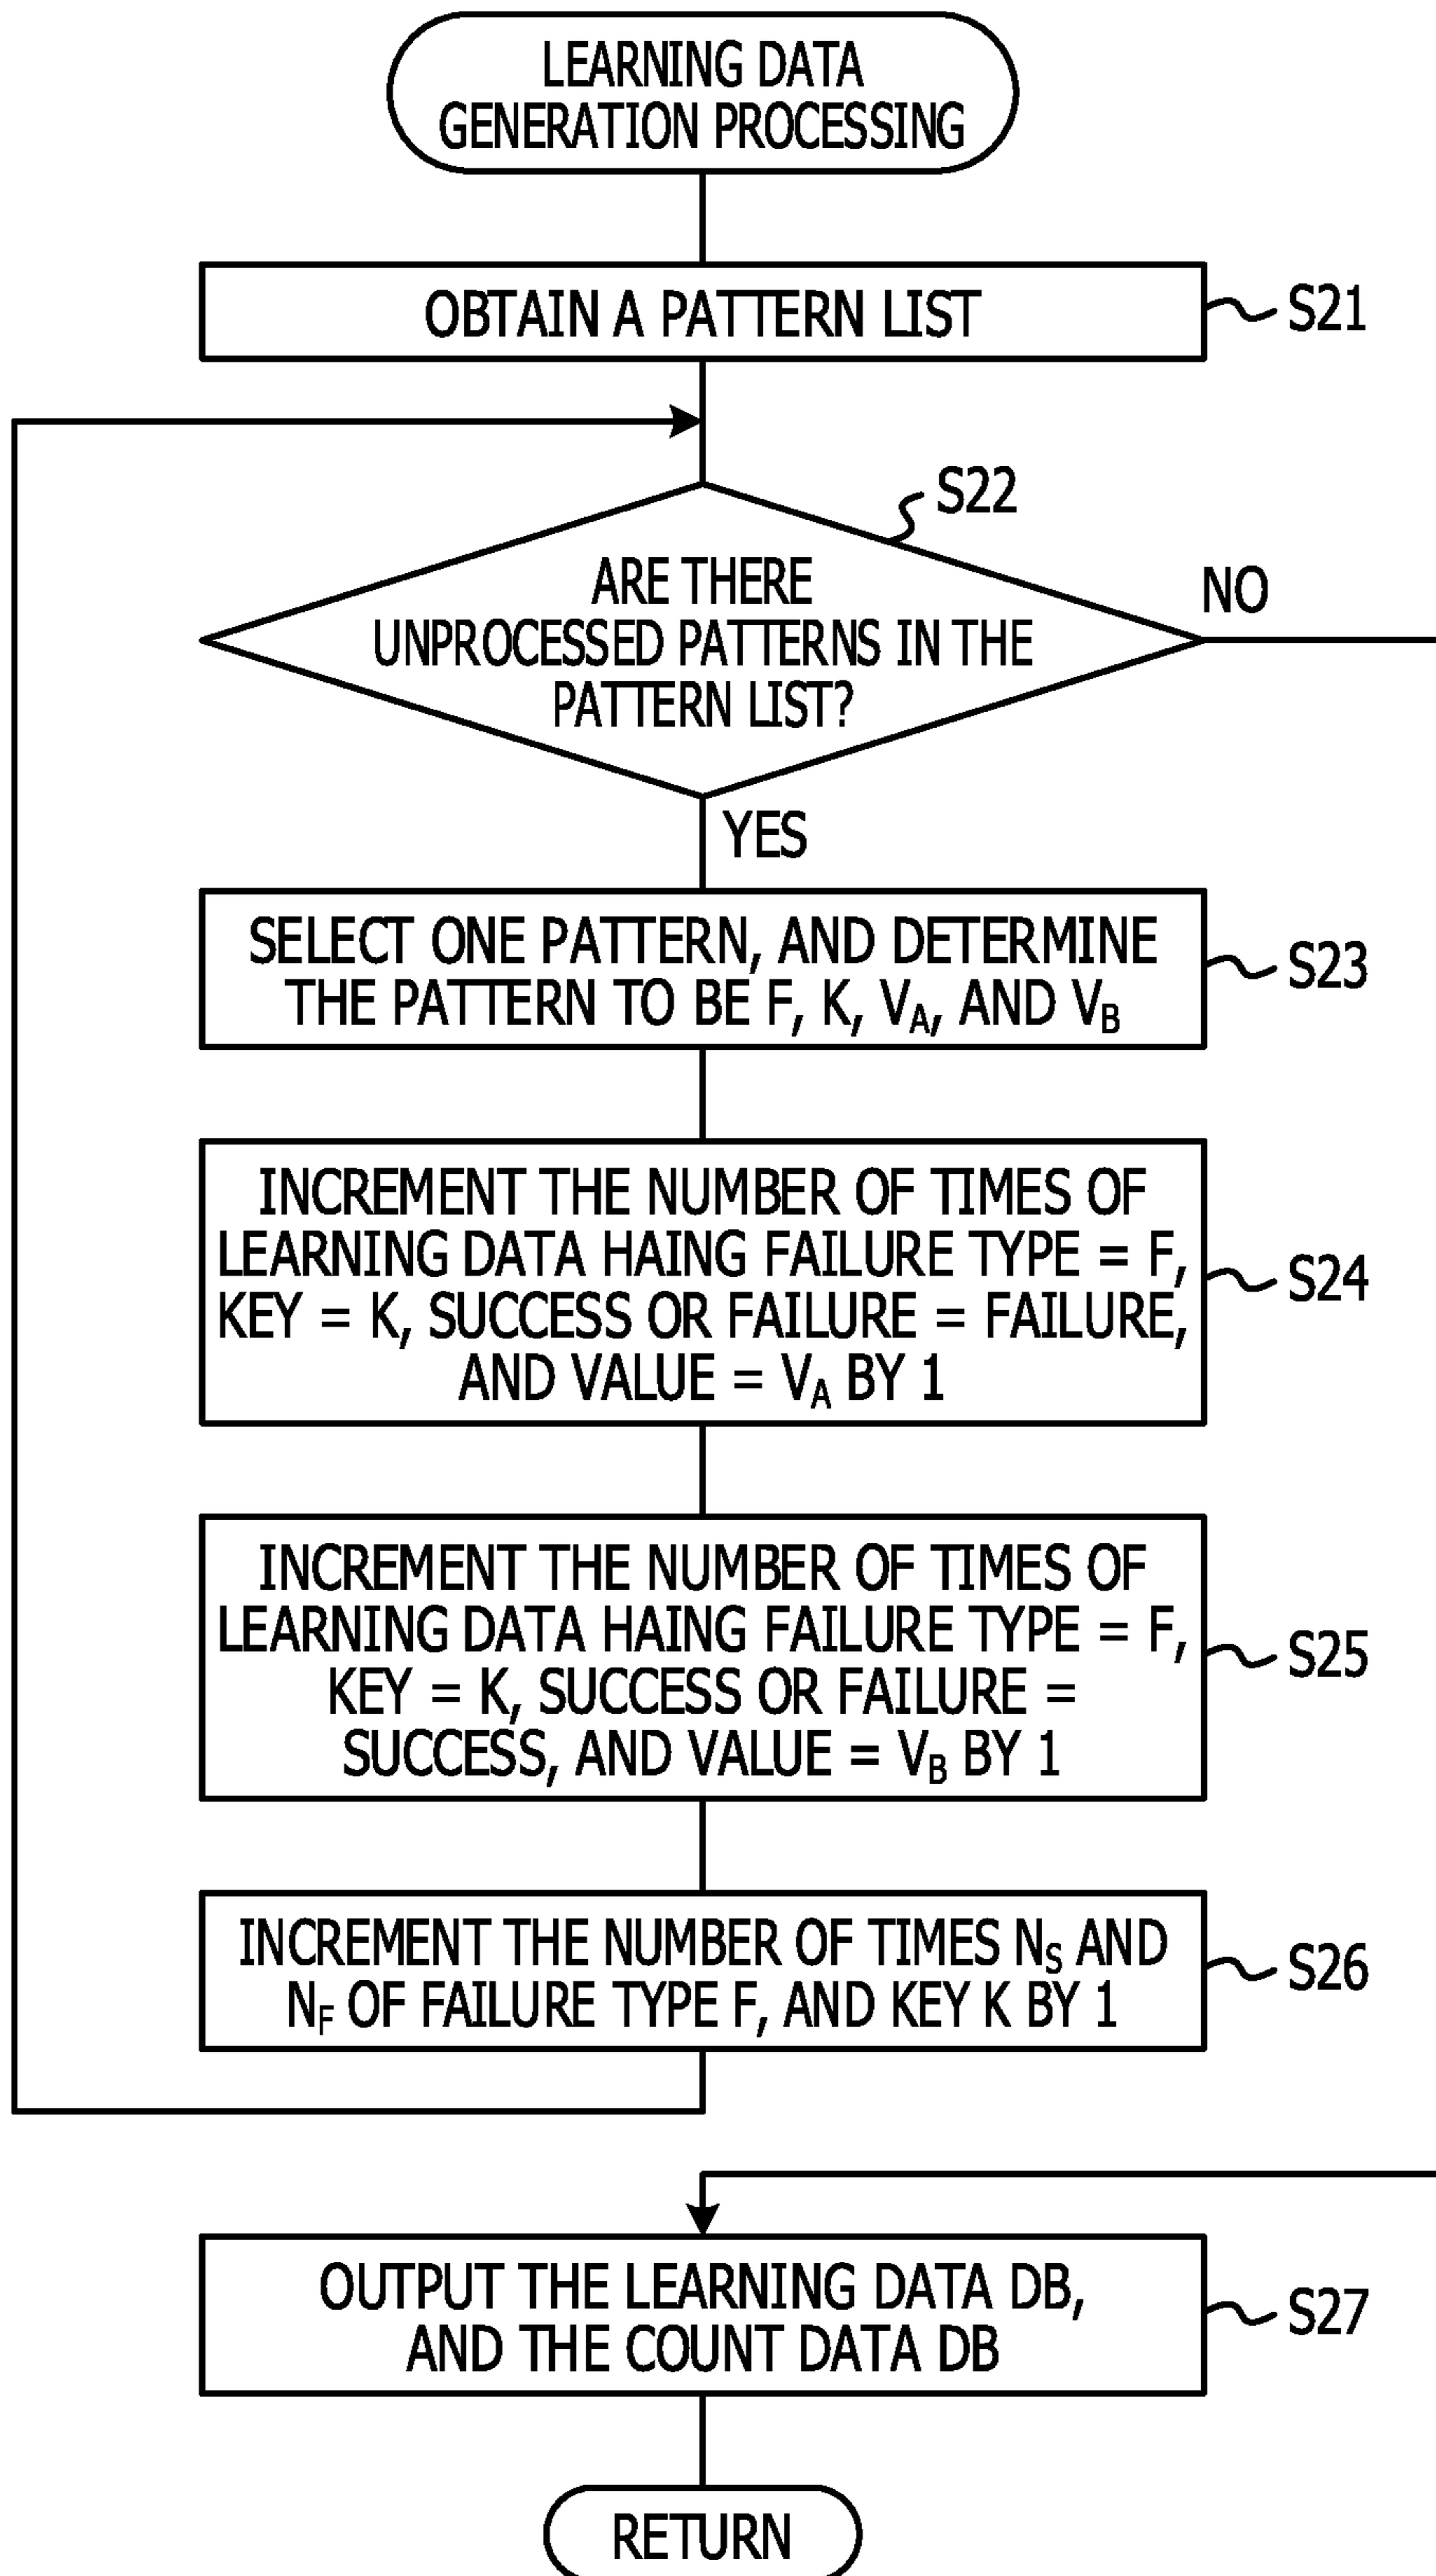 LEARNING DATA
GENERATION PROCESSING
OBTAIN A PATTERN LIST
S21
S22
ARE THERE
UNPROCESSED PATTERNS IN THE
PATTERN LIST?
NO
YES
SELECT ONE PATTERN, AND DETERMINE
THE PATTERN TO BE F, K, VA, AND VB
S23
INCREMENT THE NUMBER OF TIMES OF
LEARNING DATA HAING FAILURE TYPE = F,
KEY = K, SUCCESS OR FAILURE = FAILURE,
AND VALUE = VA BY 1
S24
INCREMENT THE NUMBER OF TIMES OF
LEARNING DATA HAING FAILURE TYPE = F,
KEY = K, SUCCESS OR FAILURE =
SUCCESS, AND VALUE = VB BY 1
S25
INCREMENT THE NUMBER OF TIMES NS AND
NF OF FAILURE TYPE F, AND KEY K BY 1
S26
OUTPUT THE LEARNING DATA DB,
AND THE COUNT DATA DB
S27
RETURN